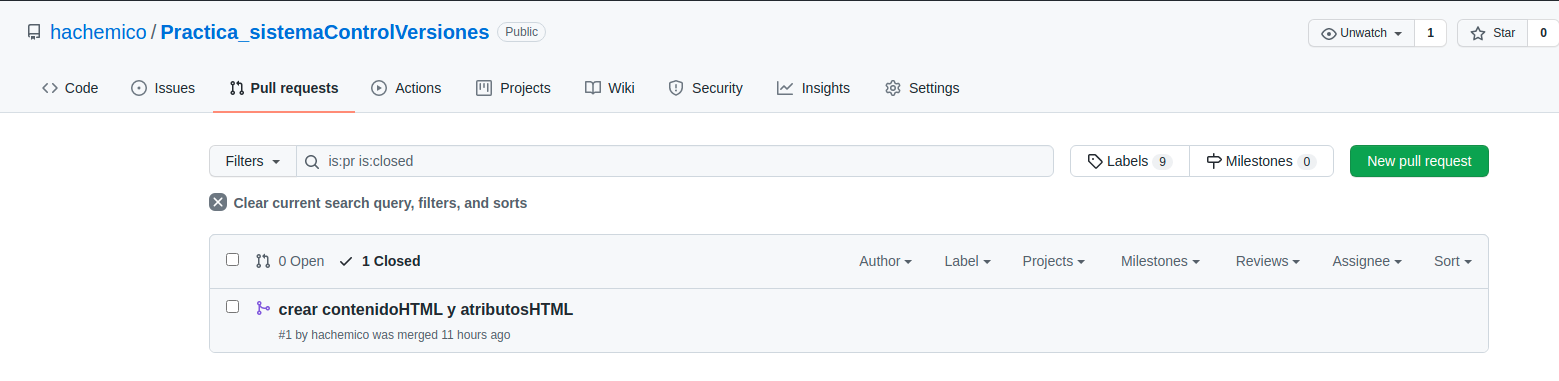 hachemico / Practica_sistemaControlVersiones Public Unwatch 1 Star 0
Code Issues Pull requests Actions Projects Wiki Security Insights Settings
Filters is:pr is:closed Labels 9 Milestones 0 New pull request
Clear current search query, filters, and sorts
0 Open 1 Closed Author Label Projects Milestones Reviews Assignee Sort
crear contenidoHTML y atributosHTML
#1 by hachemico was merged 11 hours ago